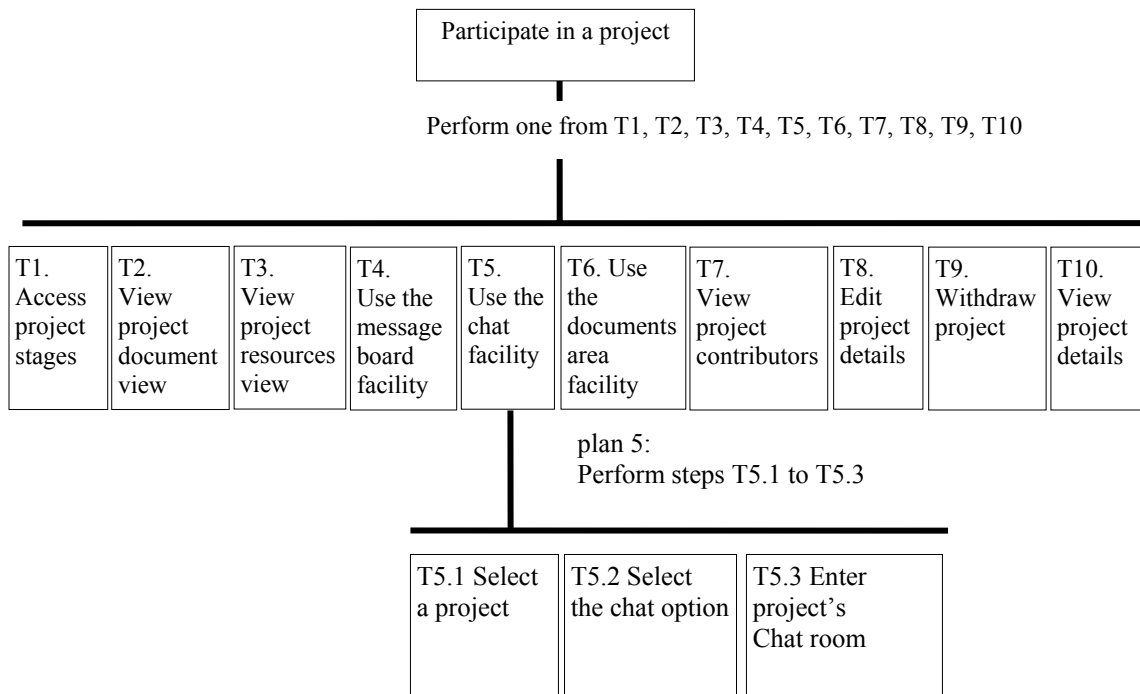 Participate in a project
Perform one from T1, T2, T3, T4, T5, T6, T7, T8, T9, T10
T1.
Access
project
stages
T2.
View
project
document
view
T3.
View
project
resources
view
T4.
Use the
message
board
facility
T5.
Use the
chat
facility
T6. Use
the
documents
area
facility
T7.
View
project
contributors
T8.
Edit
project
details
T9.
Withdraw
project
T10.
View
project
details
plan 5:
Perform steps T5.1 to T5.3
T5.1 Select
a project
T5.2 Select
the chat option
T5.3 Enter
project’s
Chat room